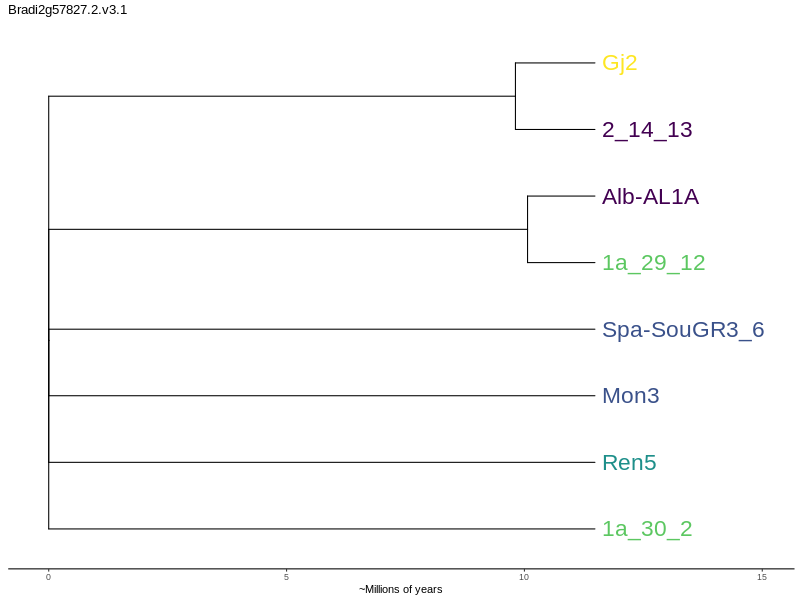 Bradi2g57827.2.v3.1
Gj2
2_14_13
Alb-AL1A
1a_29_12
Spa-SouGR3_6
Mon3
Ren5
1a_30_2
0 5 10 15
~Millions of years